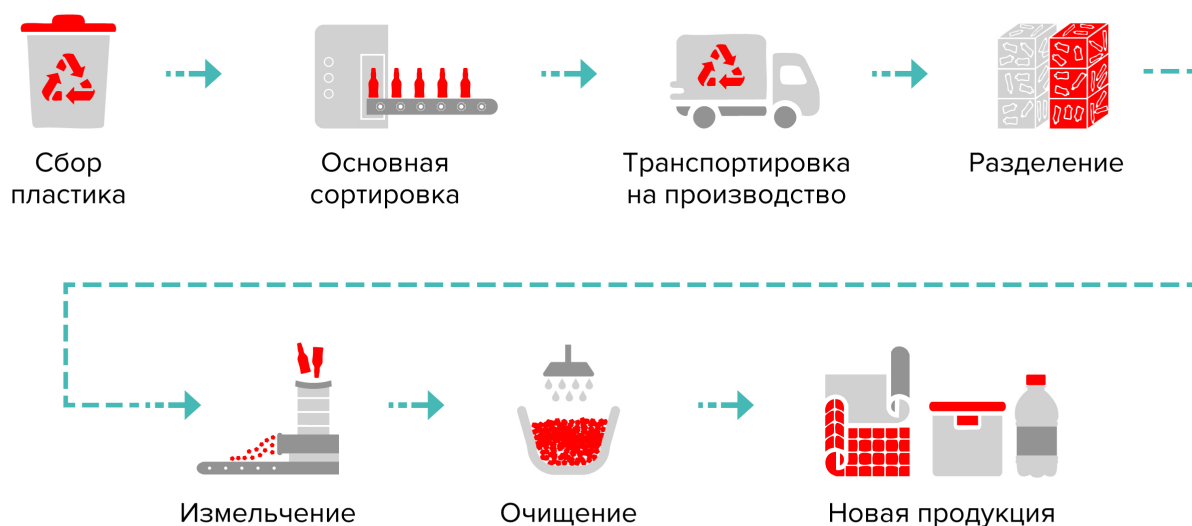 Сбор
пластика
Основная
сортировка
Транспортировка
на производство
Разделение
Измельчение
Очищение
Новая продукция